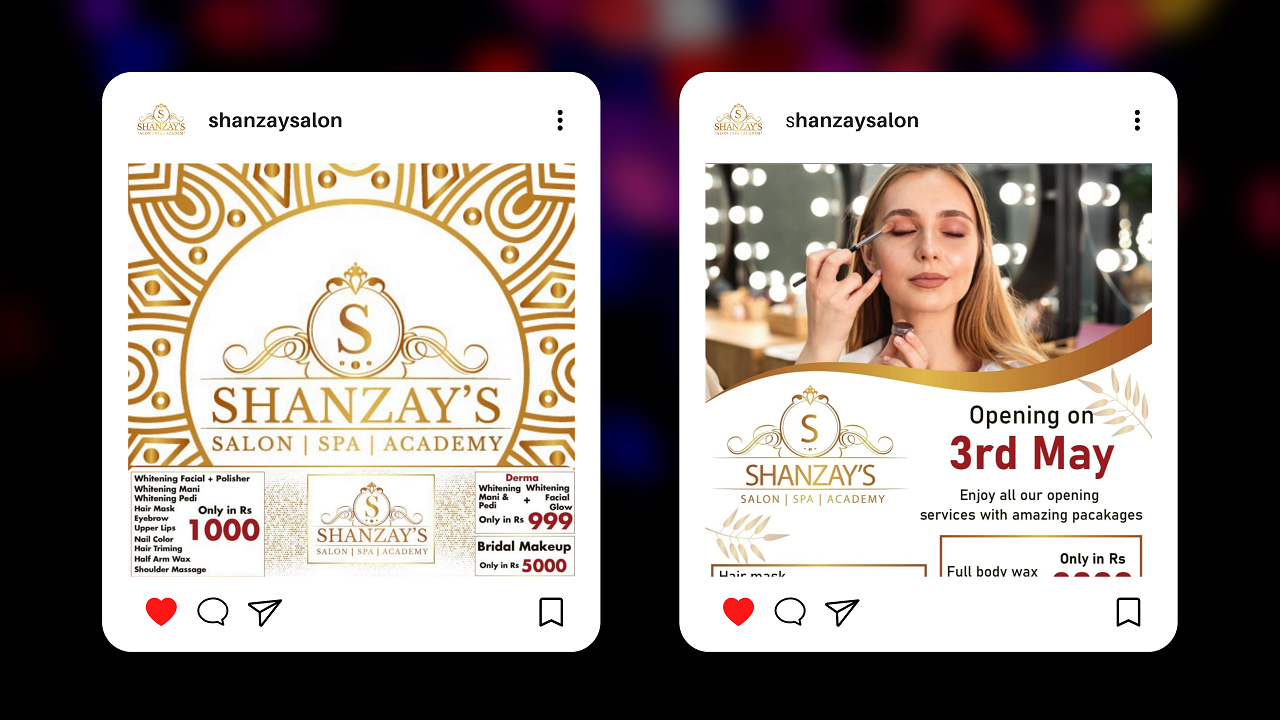 S
SHANZAY'S
shanzaysalon
S
SHANZAY'S
SALON | SPA | ACADEMY
Whitening Facial + Polisher
Whitening Mani
Whitening Pedi
Hair Mask
Eyebrow
Upper Lips
Nail Color
Hair Triming
Half Arm Wax
Shoulder Massage
Only in Rs
1000
S
SHANZAY'S
SALON | SPA | ACADEMY
Derma
Whitening Mani & Pedi
+
Whitening Facial Glow
Only in Rs 999
Bridal Makeup
Only in Rs 5000
S
SHANZAY'S
shanzaysalon
S
SHANZAY'S
SALON | SPA | ACADEMY
Opening on
3rd May
Enjoy all our opening
services with amazing pacakages
Hair mask
Full body wax
Only in Rs